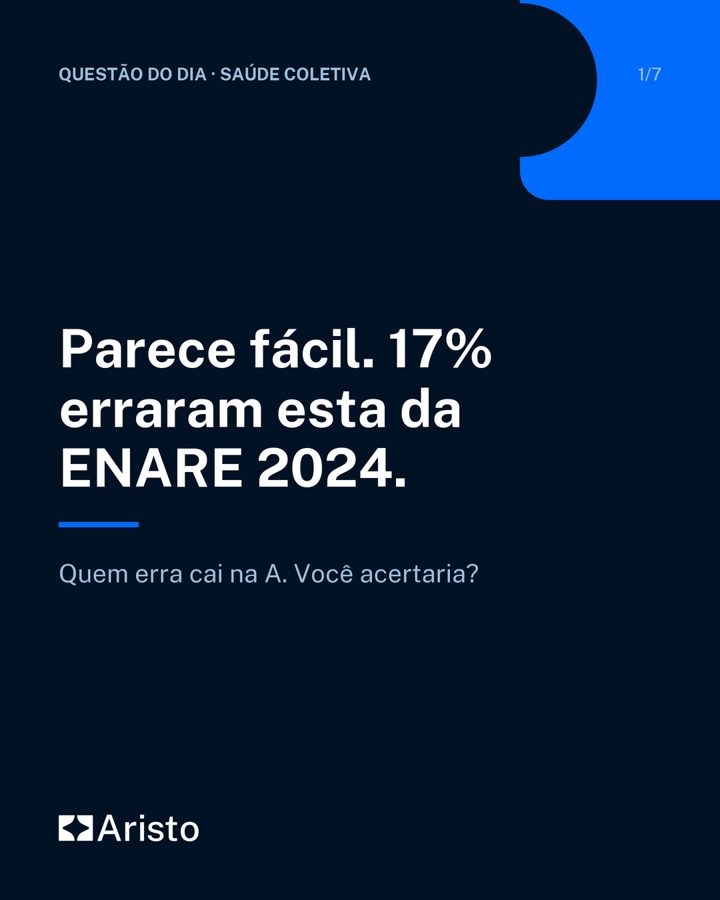 QUESTÃO DO DIA · SAÚDE COLETIVA
1/7
Parece fácil. 17%
erraram esta da
ENARE 2024.
Quem erra cai na A. Você acertaria?
Aristo